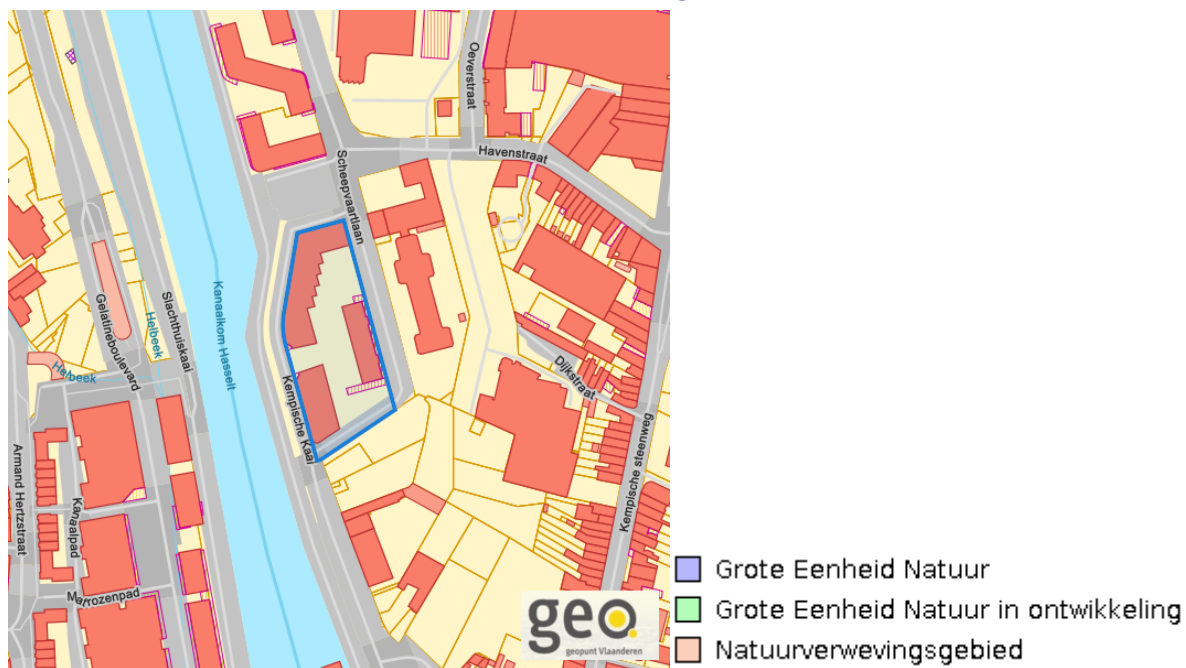 Oeverstraat
Havenstraat
Scheepvaartlaan
Kanaalkom Hasselt
Slachthuiskaai
Gelatineboulevard
Helbeek
Helbeek
Kempische Kaai
Dijkstraat
Kempische steenweg
Armand Hertzstraat
Kanaalpad
Matrozenpad
geo.
geopunt Vlaanderen
Grote Eenheid Natuur
Grote Eenheid Natuur in ontwikkeling
Natuurverwevingsgebied